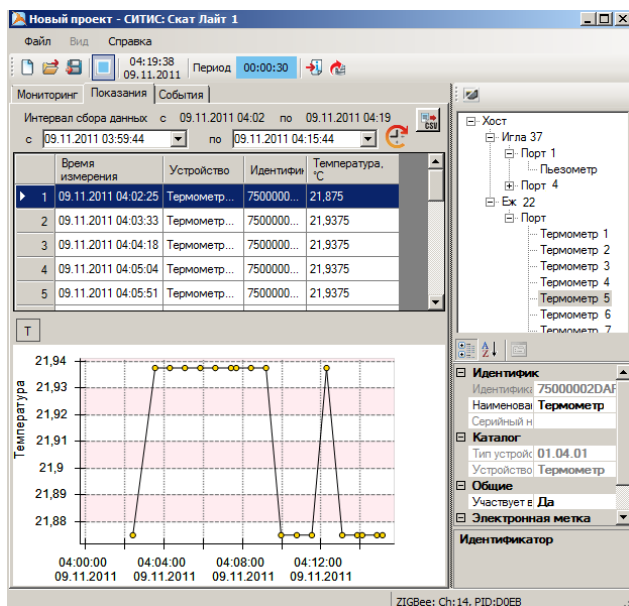 Новый проект - СИТИС: Скат Лайт 1
Файл Вид Справка
04:19:38
09.11.2011
Период 00:00:30
Мониторинг Показания События
Интервал сбора данных с 09.11.2011 04:02 по 09.11.2011 04:19
CSV
с 09.11.2011 03:59:44 по 09.11.2011 04:15:44
Время измерения Устройство Идентифик Температура, °C
1 09.11.2011 04:02:25 Термометр... 7500000... 21,875
2 09.11.2011 04:03:33 Термометр... 7500000... 21,9375
3 09.11.2011 04:04:18 Термометр... 7500000... 21,9375
4 09.11.2011 04:05:04 Термометр... 7500000... 21,9375
5 09.11.2011 04:05:51 Термометр... 7500000... 21,9375
T
Температура
21,94
21,93
21,92
21,91
21,9
21,89
21,88
04:00:00 04:04:00 04:08:00 04:12:00
09.11.2011 09.11.2011 09.11.2011 09.11.2011
Хост
Игла 37
Порт 1
Пьезометр
Порт 4
Еж 22
Порт
Термометр 1
Термометр 2
Термометр 3
Термометр 4
Термометр 5
Термометр 6
Термометр 7
Идентифик
Идентифика 75000002DAF
Наименова Термометр
Серийный н
Каталог
Тип устройс 01.04.01
Устройство Термометр
Общие
Участвует в Да
Электронная метка
Идентификатор
ZIGBee: Ch:14, PID:D0EB